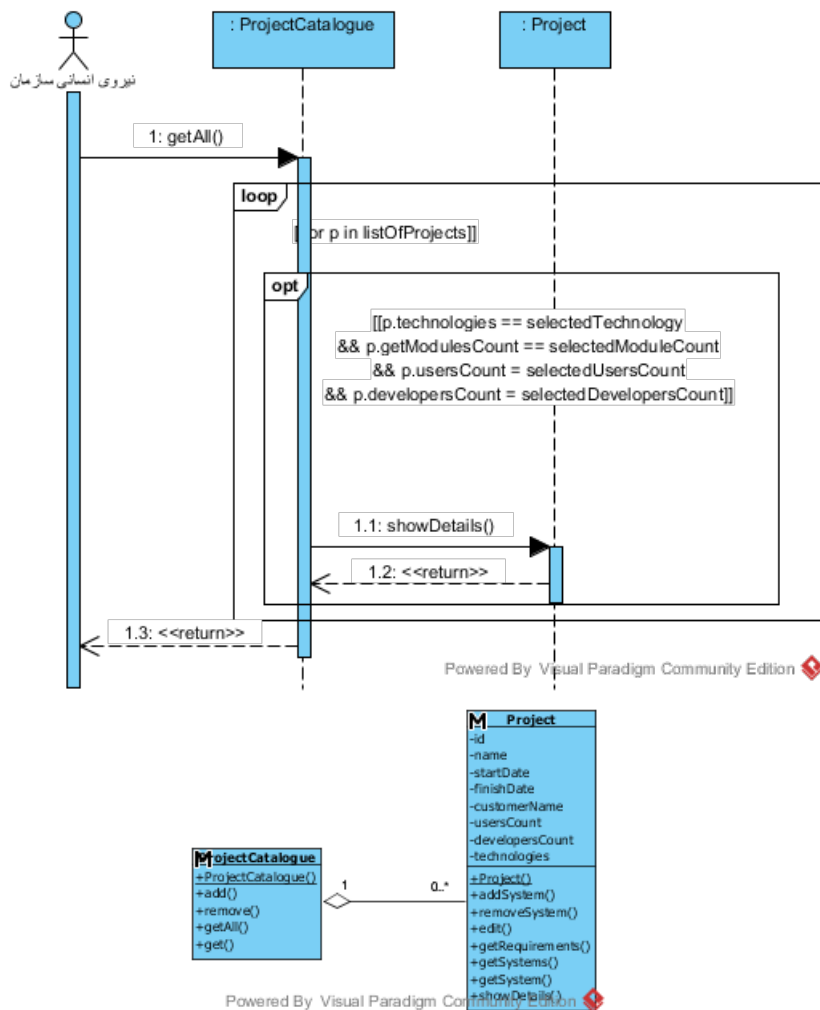 : ProjectCatalogue
: Project
نیروی انسانی سازمان
1: getAll()
loop
or p in listOfProjects]]
opt
[[p.technologies == selectedTechnology
&& p.getModulesCount == selectedModuleCount
&& p.usersCount = selectedUsersCount
&& p.developersCount = selectedDevelopersCount]]
1.1: showDetails()
1.2: <<return>>
1.3: <<return>>
Powered By Visual Paradigm Community Edition
Project
-id
-name
-startDate
-finishDate
-customerName
-usersCount
-developersCount
-technologies
+Project()
+addSystem()
+removeSystem()
+edit()
+getRequirements()
+getSystems()
+getSystem()
+showDetails()
ProjectCatalogue
+ProjectCatalogue()
+add()
+remove()
+getAll()
+get()
1
0..*
Powered By Visual Paradigm Community Edition